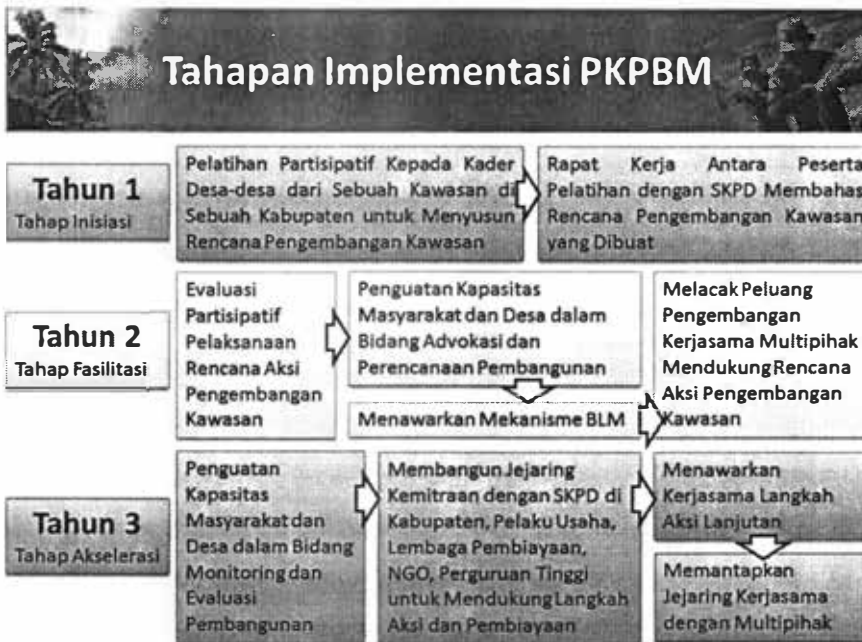 Tahapan Implementasi PKPBM
Tahun 1
Tahap Inisiasi
Pelatihan Partisipatif Kepada Kader
Desa-desa dari Sebuah Kawasan di
Sebuah Kabupaten untuk Menyusun
Rencana Pengembangan Kawasan
Rapat Kerja Antara Peserta
Pelatihan dengan SKPD Membahas
Rencana Pengembangan Kawasan
yang Dibuat
Tahun 2
Tahap Fasilitasi
Evaluasi
Partisipatif
Pelaksanaan
Rencana Aksi
Pengembangan
Kawasan
Penguatan Kapasitas
Masyarakat dan Desa dalam
Bidang Advokasi dan
Perencanaan Pembangunan
Menawarkan Mekanisme BLM
Melacak Peluang
Pengembangan
Kerjasama Multipihak
Mendukung Rencana
Aksi Pengembangan
Kawasan
Tahun 3
Tahap Akselerasi
Penguatan
Kapasitas
Masyarakat dan
Desa dalam Bidang
Monitoring dan
Evaluasi
Pembangunan
Membangun Jejaring
Kemitraan dengan SKPD di
Kabupaten, Pelaku Usaha,
Lembaga Pembiayaan,
NGO, Perguruan Tinggi
untuk Mendukung Langkah
Aksi dan Pembiayaan
Menawarkan
Kerjasama Langkah
Aksi Lanjutan
Memantapkan
Jejaring Kerjasama
dengan Multipihak